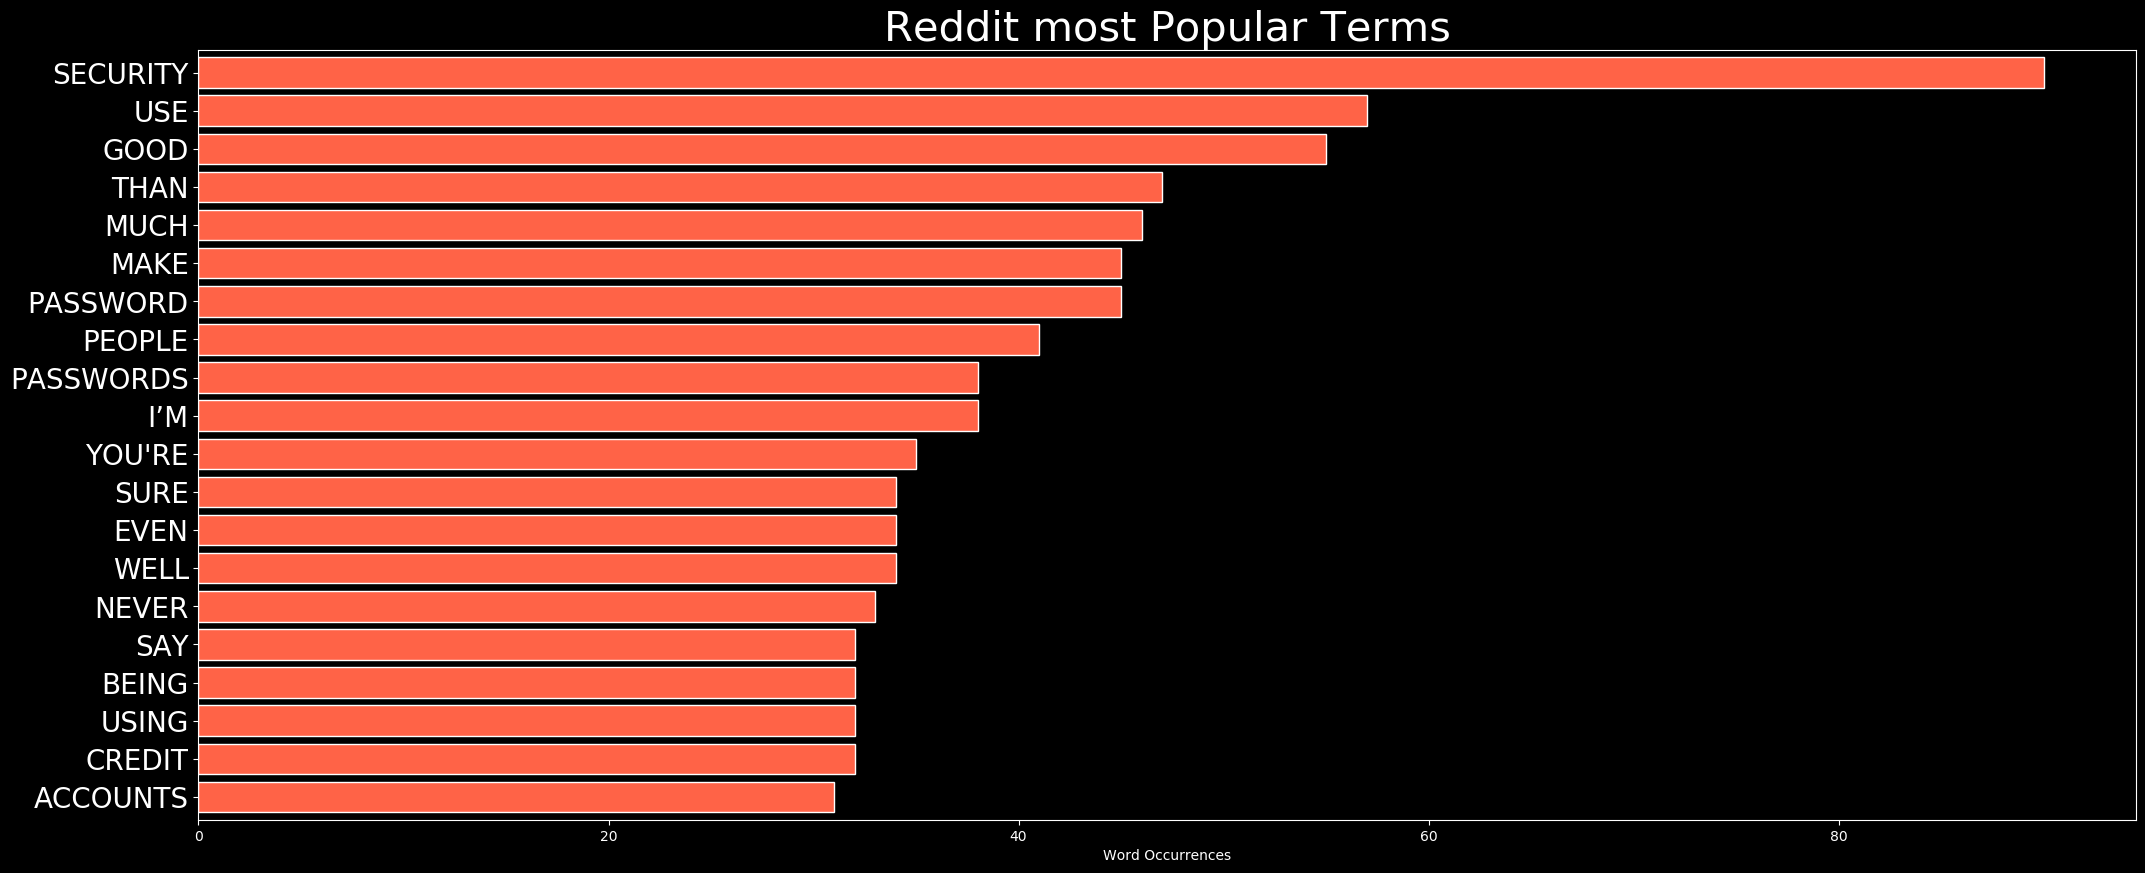 Reddit most Popular Terms
SECURITY
USE
GOOD
THAN
MUCH
MAKE
PASSWORD
PEOPLE
PASSWORDS
I’M
YOU'RE
SURE
EVEN
WELL
NEVER
SAY
BEING
USING
CREDIT
ACCOUNTS
0 20 40 60 80
Word Occurrences